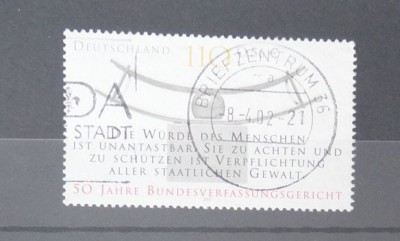 DEUTSCHLAND 110
BRIEFZENTRUM 36
-8.-4.02-21
DA
STADT
DIE WÜRDE DES MENSCHEN
IST UNANTASTBAR. SIE ZU ACHTEN UND
ZU SCHÜTZEN IST VERPFLICHTUNG
ALLER STAATLICHEN GEWALT.
50 JAHRE BUNDESVERFASSUNGSGERICHT